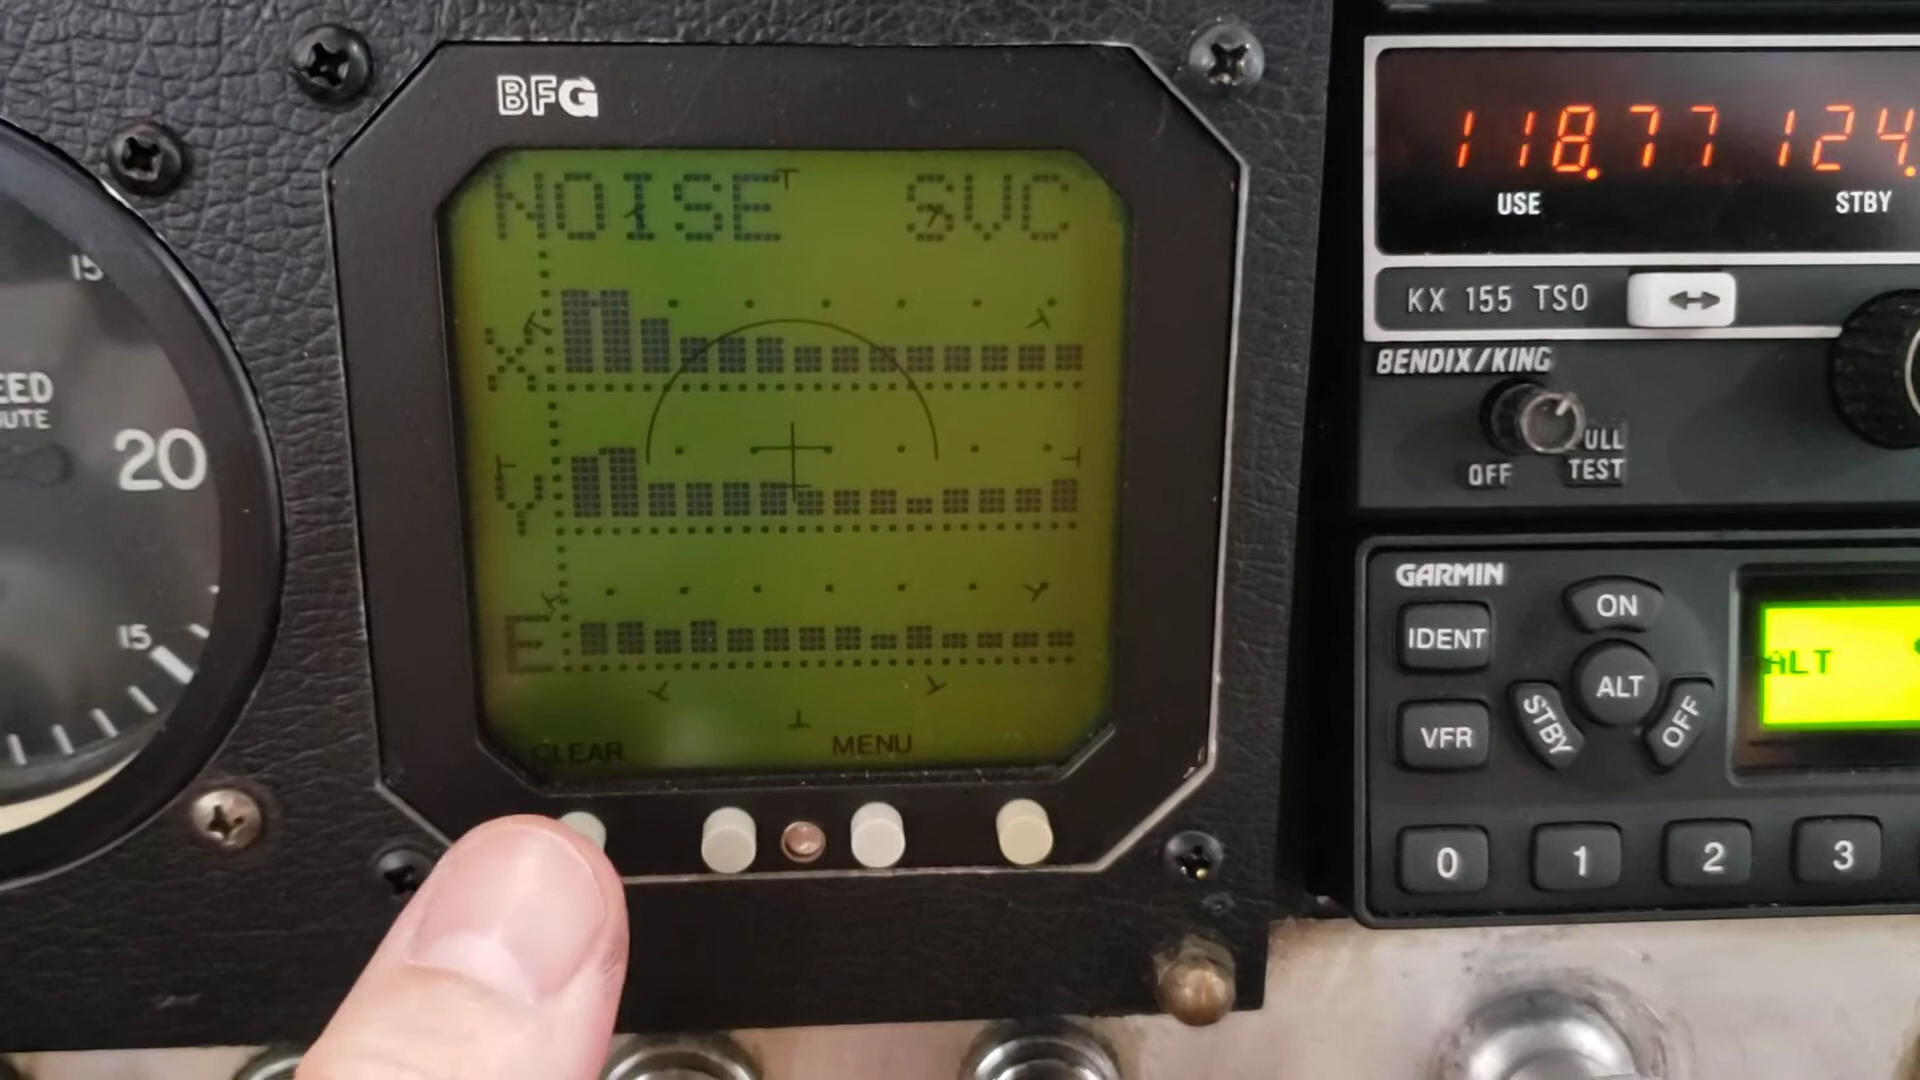 BFG
NOISE SVC
X
Y
E
CLEAR MENU
15
20
15
118.77 124.
USE STBY
KX 155 TSO
BENDIX/KING
OFF
TEST
GARMIN
IDENT
ON
ALT
VFR
STBY
OFF
ALT
0 1 2 3